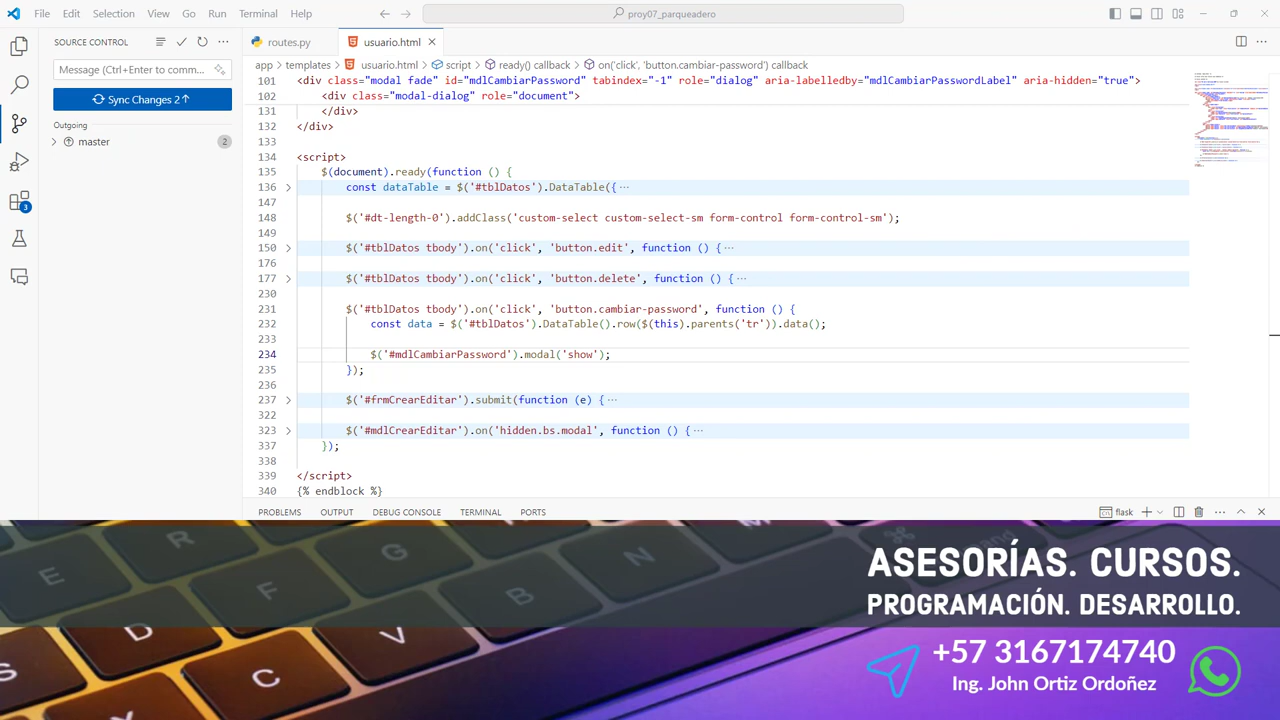 File Edit Selection View Go Run Terminal Help
proy07_parqueadero
SOURCE CONTROL
routes.py
usuario.html
app > templates > usuario.html > script > ready() callback > on('click', 'button.cambiar-password') callback
Message (Ctrl+Enter to comm...
Sync Changes 2↑
Outgoing
master 2
3
101 <div class="modal fade" id="mdlCambiarPassword" tabindex="-1" role="dialog" aria-labelledby="mdlCambiarPasswordLabel" aria-hidden="true">
102 <div class="modal-dialog" role="document">
131 </div>
132 </div>
133
134 <script>
135 $(document).ready(function
136 const dataTable = $('#tblDatos').DataTable({ ···
147
148 $('#dt-length-0').addClass('custom-select custom-select-sm form-control form-control-sm');
149
150 $('#tblDatos tbody').on('click', 'button.edit', function () { ···
176
177 $('#tblDatos tbody').on('click', 'button.delete', function () { ···
230
231 $('#tblDatos tbody').on('click', 'button.cambiar-password', function () {
232 const data = $('#tblDatos').DataTable().row($(this).parents('tr')).data();
233
234 $('#mdlCambiarPassword').modal('show');
235 });
236
237 $('#frmCrearEditar').submit(function (e) { ···
322
323 $('#mdlCrearEditar').on('hidden.bs.modal', function () { ···
337 });
338
339 </script>
340 {% endblock %}
PROBLEMS OUTPUT DEBUG CONSOLE TERMINAL PORTS
flask
ASESORÍAS. CURSOS.
PROGRAMACIÓN. DESARROLLO.
+57 3167174740
Ing. John Ortiz Ordoñez